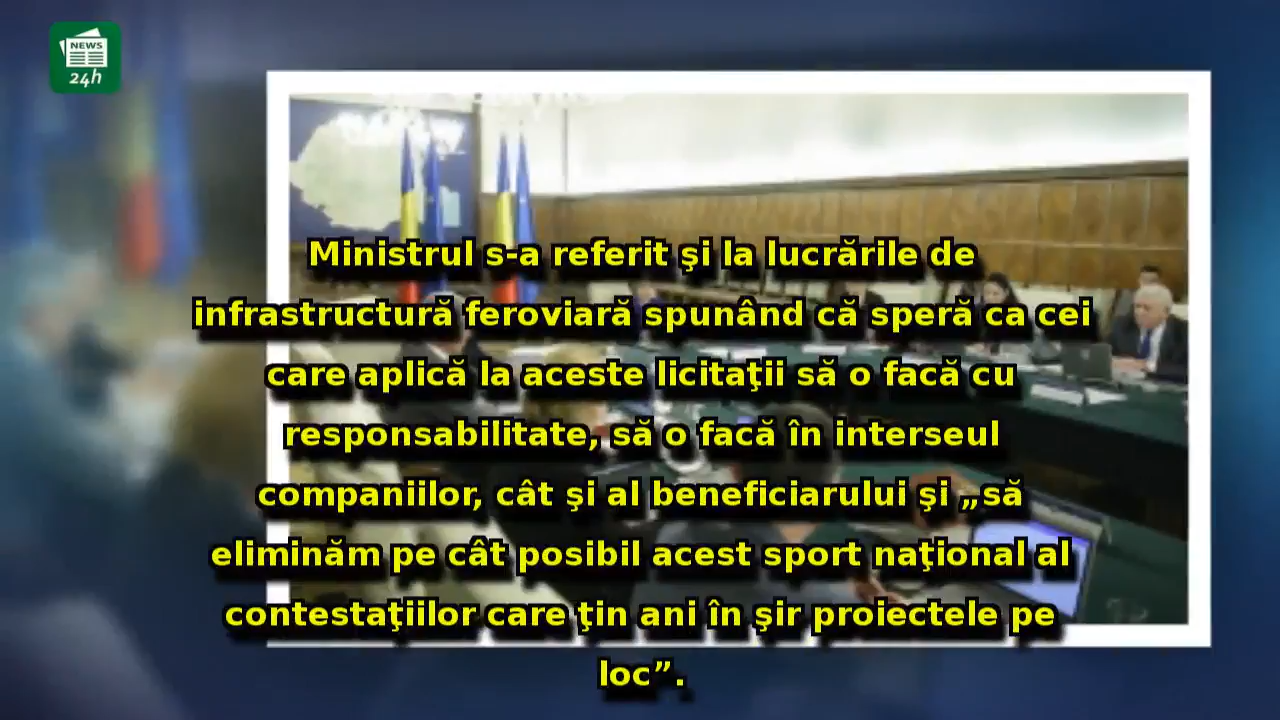 NEWS
24h
Ministrul s-a referit şi la lucrările de
infrastructură feroviară spunând că speră ca cei
care aplică la aceste licitaţii să o facă cu
responsabilitate, să o facă în interseul
companiilor, cât şi al beneficiarului şi „să
eliminăm pe cât posibil acest sport naţional al
contestaţiilor care ţin ani în şir proiectele pe
loc”.